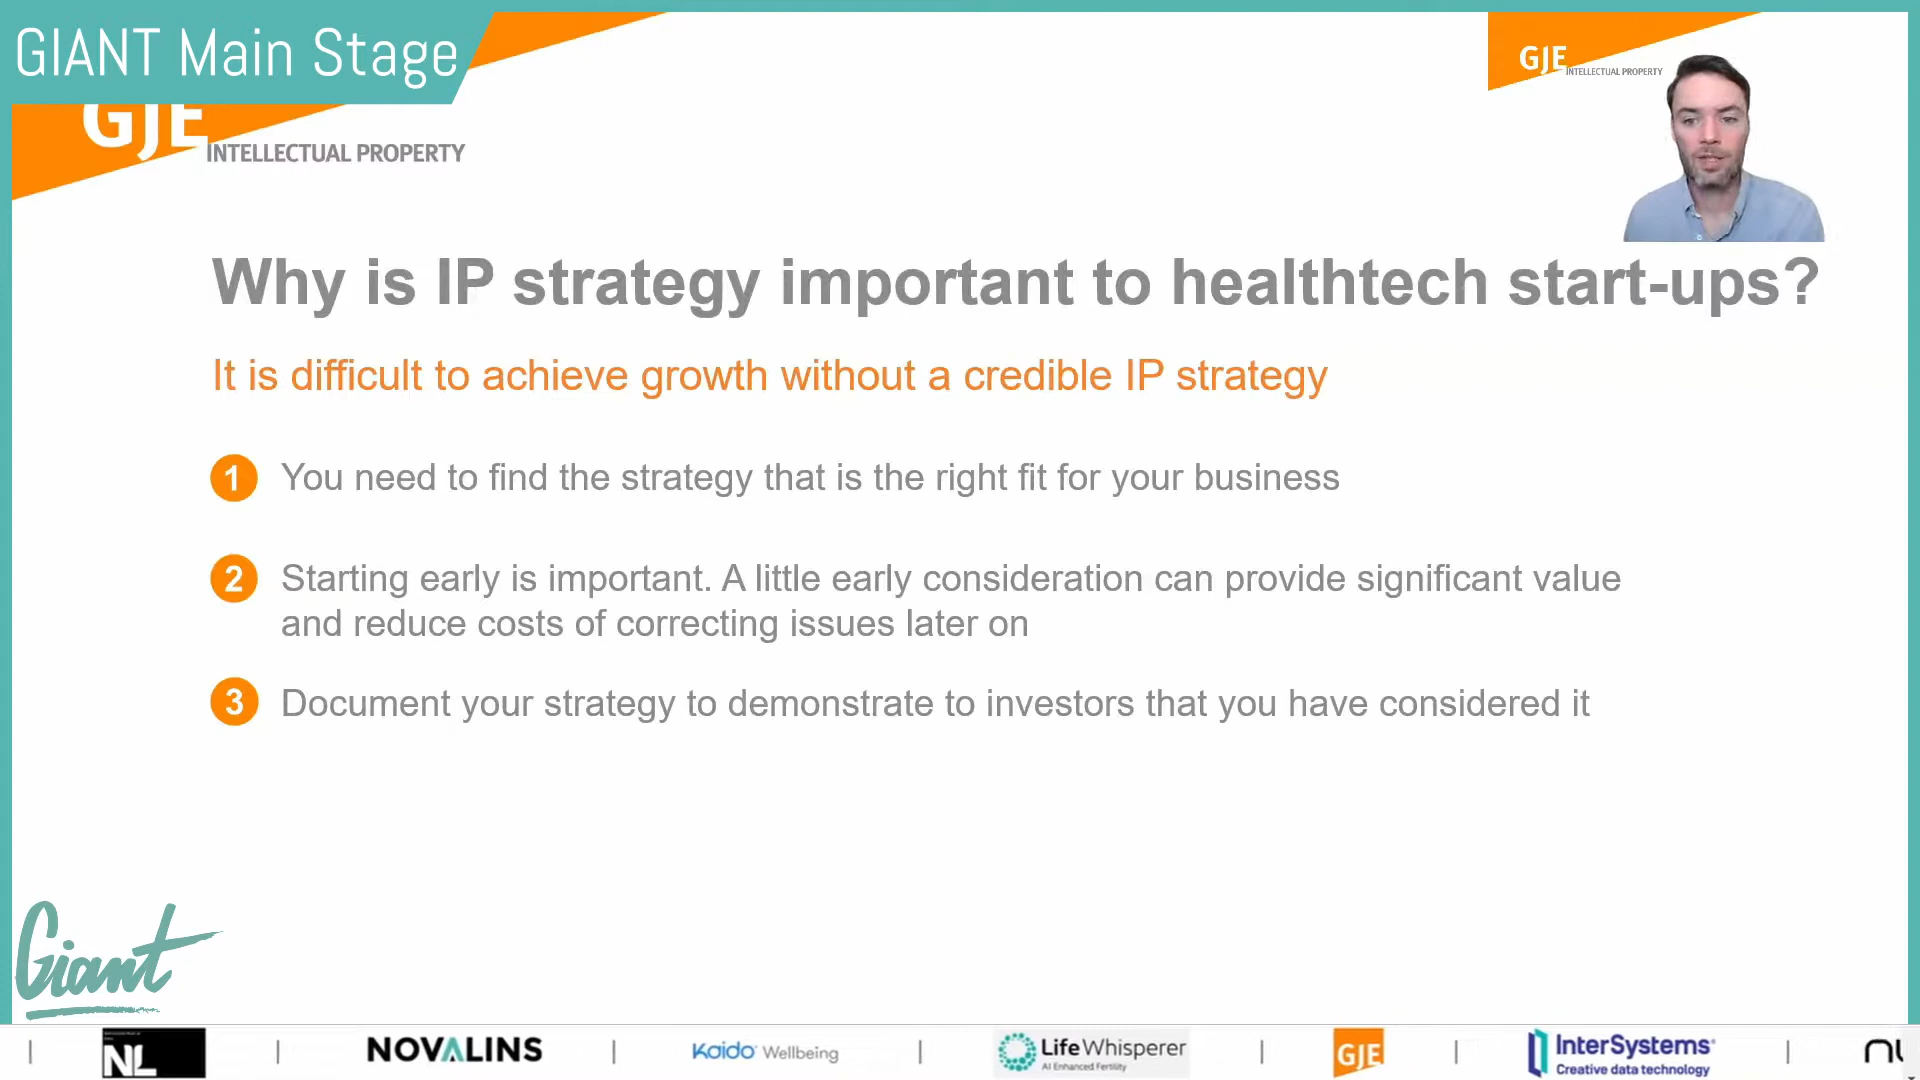 GIANT Main Stage
GJE
INTELLECTUAL PROPERTY
GJE
INTELLECTUAL PROPERTY
Why is IP strategy important to healthtech start-ups?
It is difficult to achieve growth without a credible IP strategy
1 You need to find the strategy that is the right fit for your business
2 Starting early is important. A little early consideration can provide significant value
and reduce costs of correcting issues later on
3 Document your strategy to demonstrate to investors that you have considered it
Giant
NL
NOVALINS
Kaido Wellbeing
Life Whisperer
AI Enhanced Fertility
GJE
InterSystems
Creative data technology